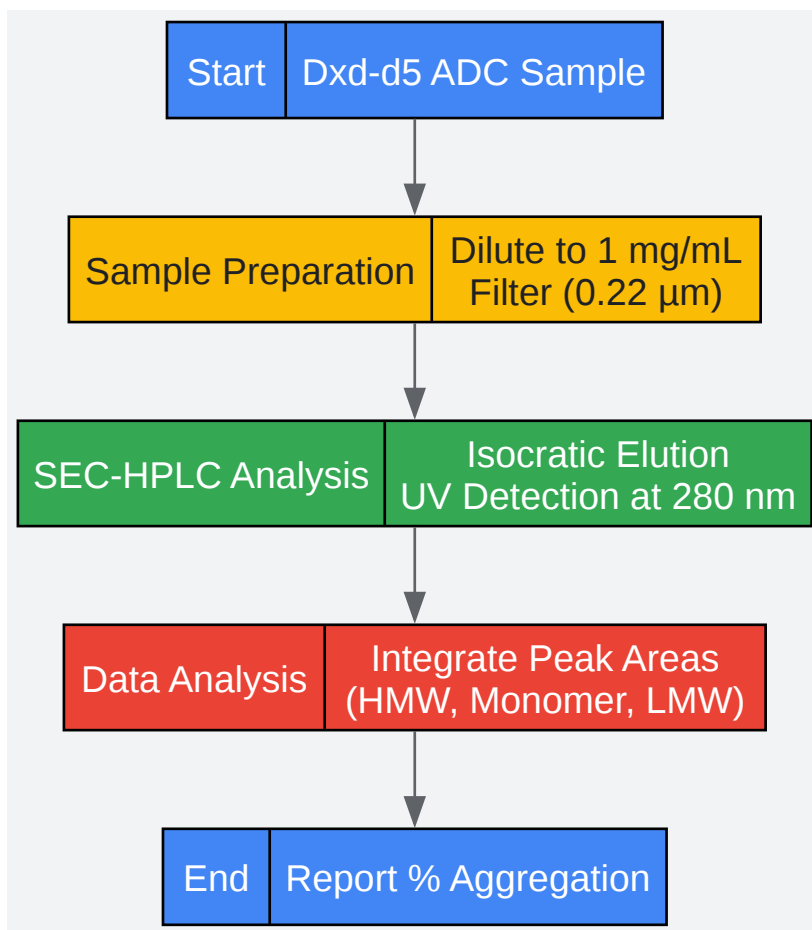 Start
Dxd-d5 ADC Sample
Sample Preparation
Dilute to 1 mg/mL
Filter (0.22 µm)
SEC-HPLC Analysis
Isocratic Elution
UV Detection at 280 nm
Data Analysis
Integrate Peak Areas
(HMW, Monomer, LMW)
End
Report % Aggregation